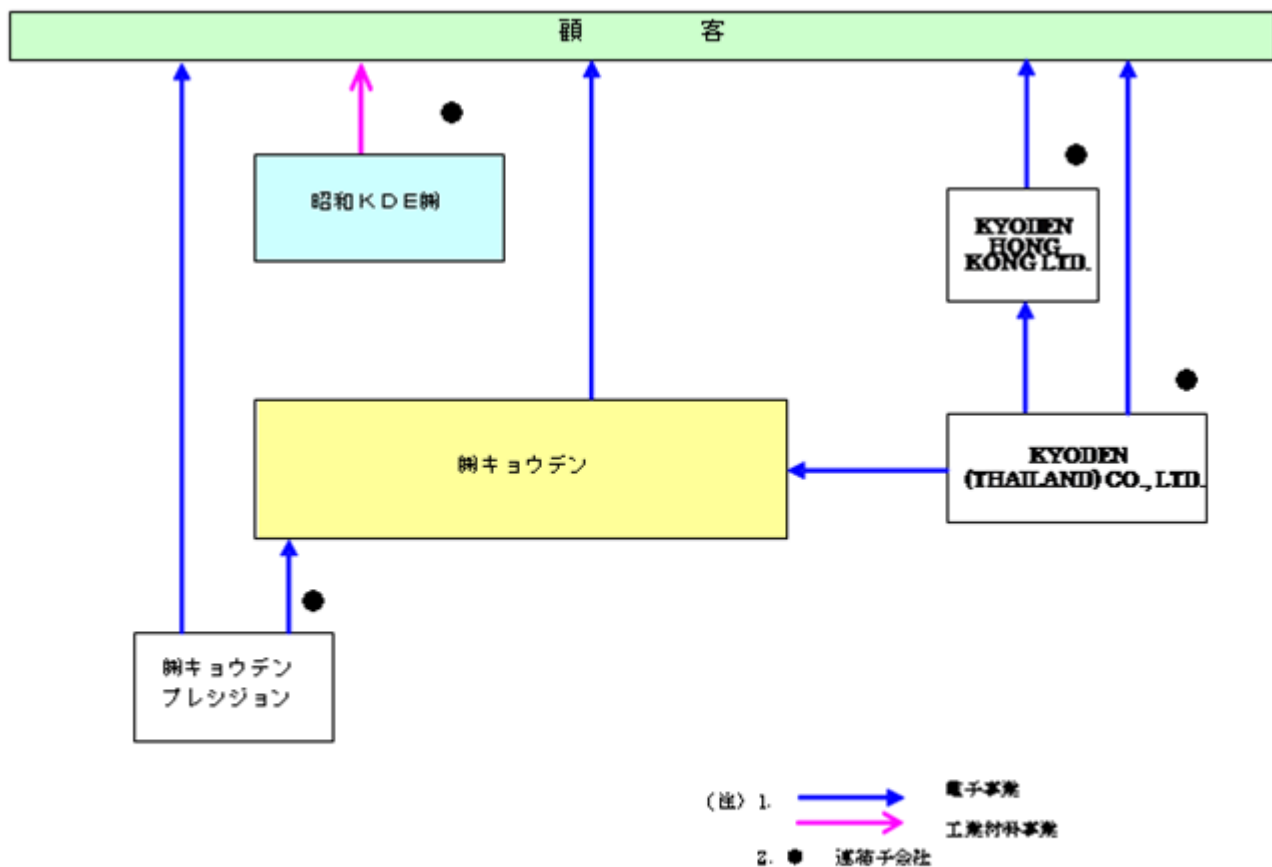 顧　客
昭和ＫＤＥ㈱
KYODEN
HONG
KONG LTD.
㈱キョウデン
KYODEN
(THAILAND) CO., LTD.
㈱キョウデン
プレシジョン
(注) 1.
電子事業
工業材料事業
2. ● 連結子会社